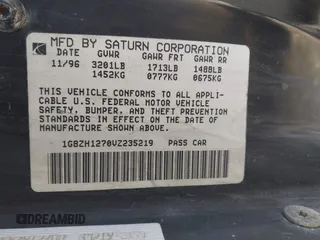 MFD BY SATURN CORPORATION
DATE GVWR GAWR FRT GAWR RR
11/96 3201LB 1713LB 1488LB
1452KG 0777KG 0675KG
THIS VEHICLE CONFORMS TO ALL APPLI-
CABLE U.S. FEDERAL MOTOR VEHICLE
SAFETY, BUMPER, AND THEFT PREVENTION
STANDARDS IN EFFECT ON THE DATE OF
MANUFACTURE SHOWN ABOVE.
1G8ZH1270VZ235219 PASS CAR
DREAMBID